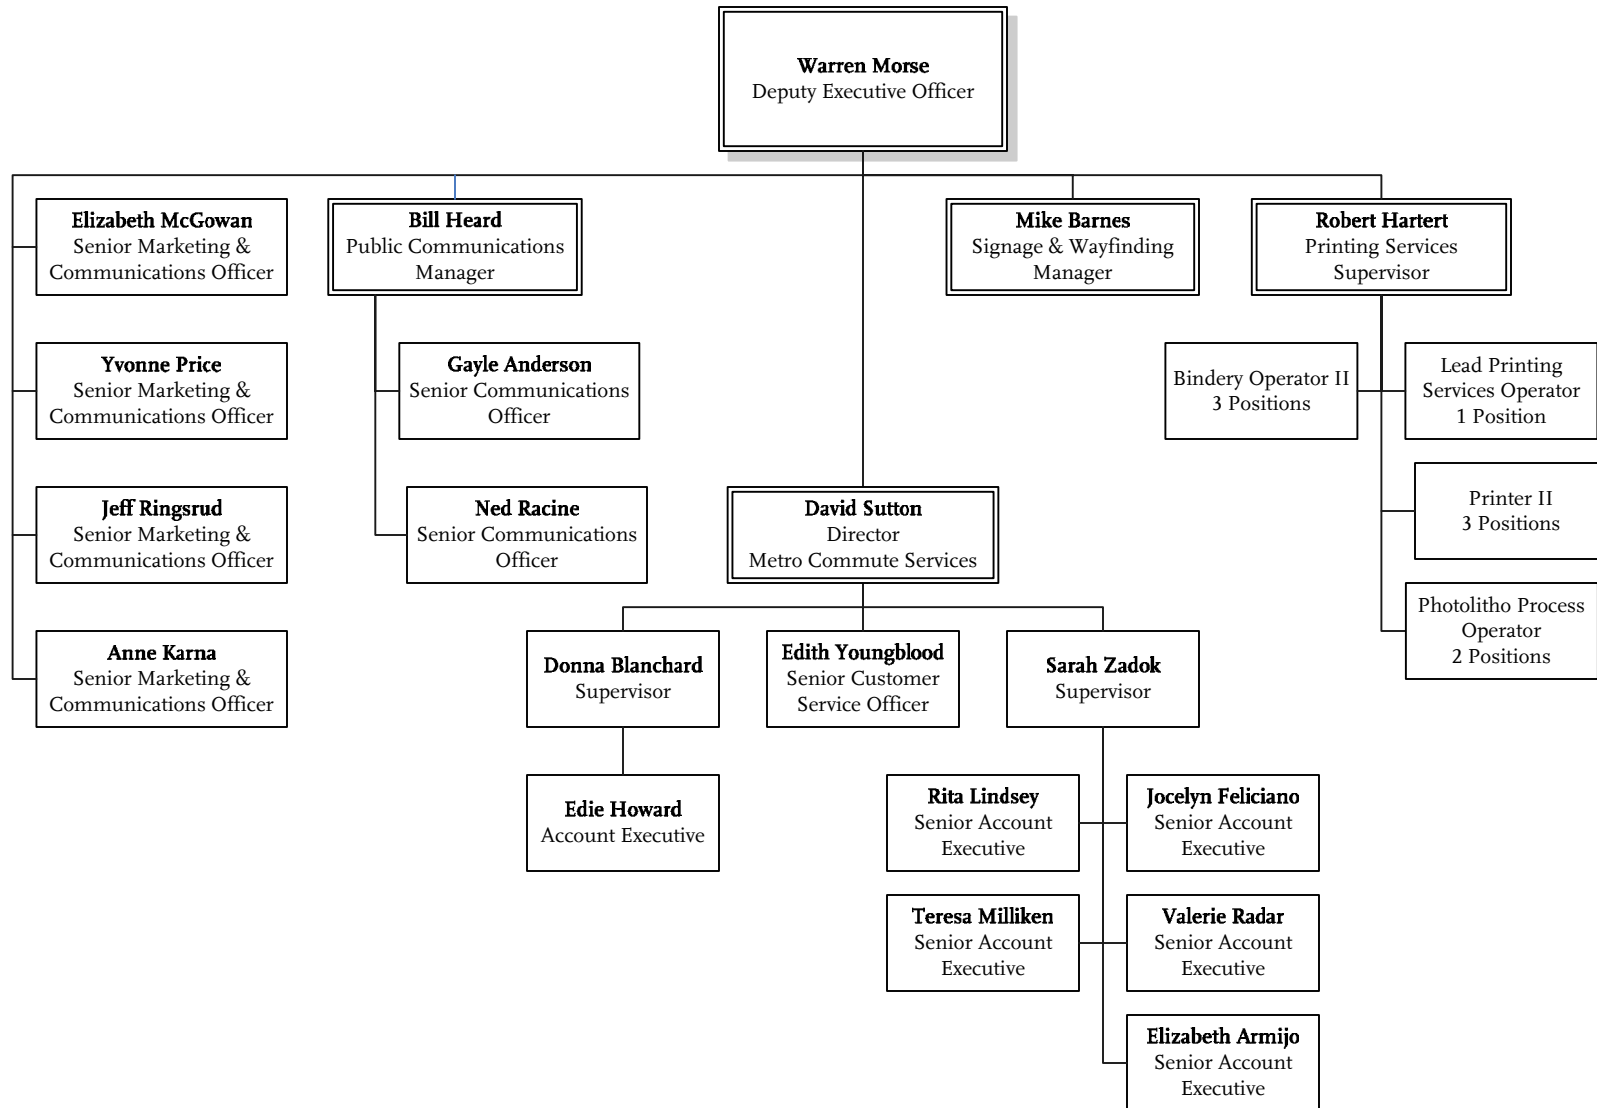 Warren Morse
Deputy Executive Officer
Elizabeth McGowan
Senior Marketing &
Communications Officer
Bill Heard
Public Communications
Manager
Mike Barnes
Signage & Wayfinding
Manager
Robert Hartert
Printing Services
Supervisor
Yvonne Price
Senior Marketing &
Communications Officer
Gayle Anderson
Senior Communications
Officer
Bindery Operator II
3 Positions
Lead Printing
Services Operator
1 Position
Jeff Ringsrud
Senior Marketing &
Communications Officer
Ned Racine
Senior Communications
Officer
David Sutton
Director
Metro Commute Services
Printer II
3 Positions
Photolitho Process
Operator
2 Positions
Anne Karna
Senior Marketing &
Communications Officer
Donna Blanchard
Supervisor
Edith Youngblood
Senior Customer
Service Officer
Sarah Zadok
Supervisor
Edie Howard
Account Executive
Rita Lindsey
Senior Account
Executive
Jocelyn Feliciano
Senior Account
Executive
Teresa Milliken
Senior Account
Executive
Valerie Radar
Senior Account
Executive
Elizabeth Armijo
Senior Account
Executive